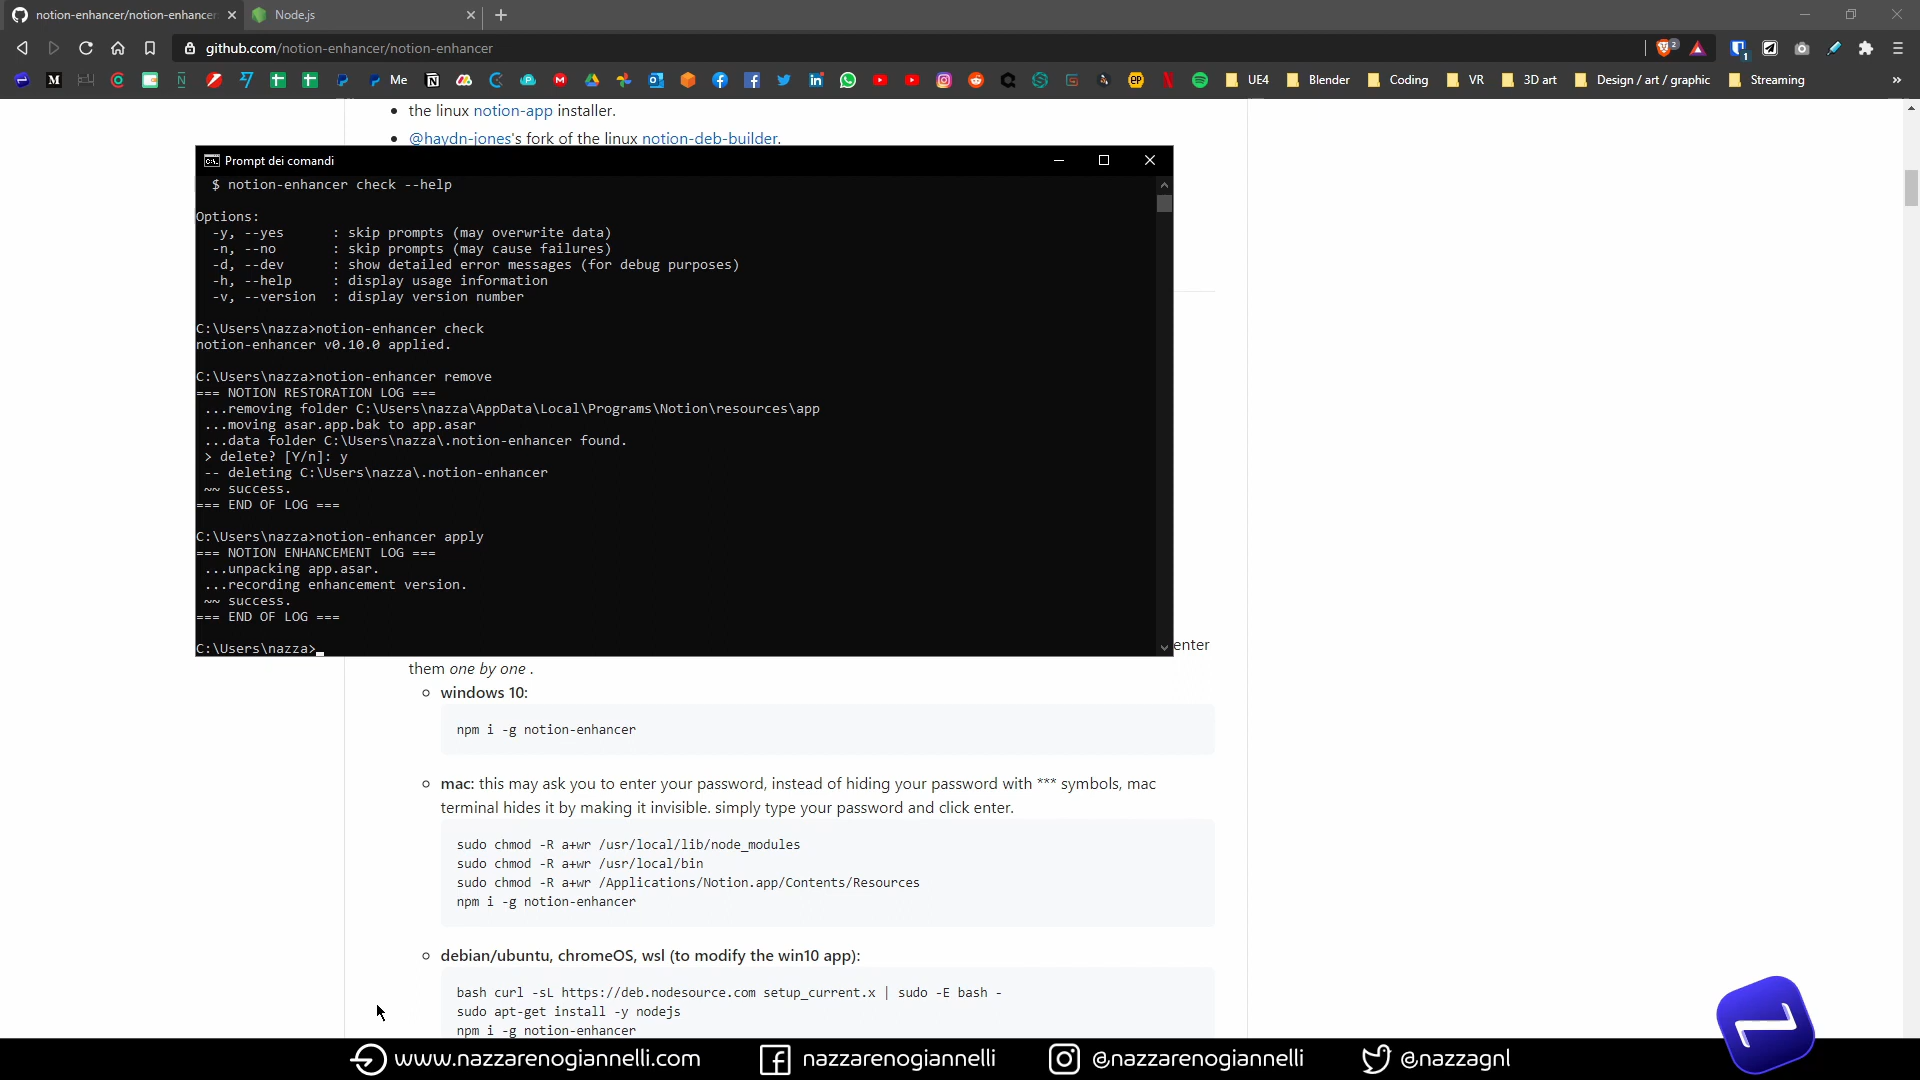 notion-enhancer/notion-enhancer
Node.js
github.com/notion-enhancer/notion-enhancer
2
1
Me
UE4
Blender
Coding
VR
3D art
Design / art / graphic
Streaming
»
the linux notion-app installer.
@haydn-jones's fork of the linux notion-deb-builder.
Prompt dei comandi
$ notion-enhancer check --help
Options:
-y, --yes : skip prompts (may overwrite data)
-n, --no : skip prompts (may cause failures)
-d, --dev : show detailed error messages (for debug purposes)
-h, --help : display usage information
-v, --version : display version number
C:\Users\nazza>notion-enhancer check
notion-enhancer v0.10.0 applied.
C:\Users\nazza>notion-enhancer remove
=== NOTION RESTORATION LOG ===
...removing folder C:\Users\nazza\AppData\Local\Programs\Notion\resources\app
...moving asar.app.bak to app.asar
...data folder C:\Users\nazza\.notion-enhancer found.
> delete? [Y/n]: y
-- deleting C:\Users\nazza\.notion-enhancer
~~ success.
=== END OF LOG ===
C:\Users\nazza>notion-enhancer apply
=== NOTION ENHANCEMENT LOG ===
...unpacking app.asar.
...recording enhancement version.
~~ success.
=== END OF LOG ===
C:\Users\nazza>_
enter
them one by one .
windows 10:
npm i -g notion-enhancer
mac: this may ask you to enter your password, instead of hiding your password with *** symbols, mac
terminal hides it by making it invisible. simply type your password and click enter.
sudo chmod -R a+wr /usr/local/lib/node_modules
sudo chmod -R a+wr /usr/local/bin
sudo chmod -R a+wr /Applications/Notion.app/Contents/Resources
npm i -g notion-enhancer
debian/ubuntu, chromeOS, wsl (to modify the win10 app):
bash curl -sL https://deb.nodesource.com setup_current.x | sudo -E bash -
sudo apt-get install -y nodejs
npm i -g notion-enhancer
www.nazzarenogiannelli.com
nazzarenogiannelli
@nazzarenogiannelli
@nazzagnl